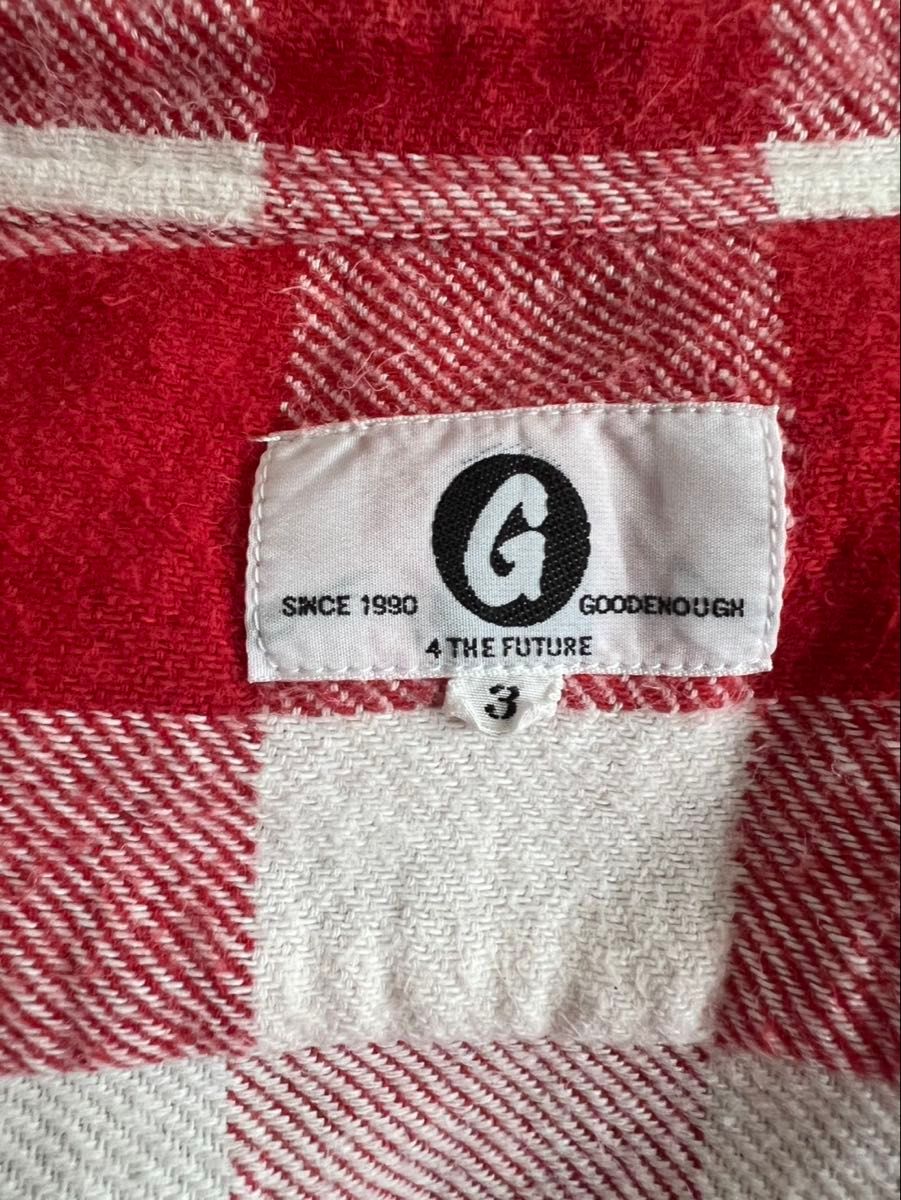 G
SINCE 1990 GOODENOUGH
4 THE FUTURE
3